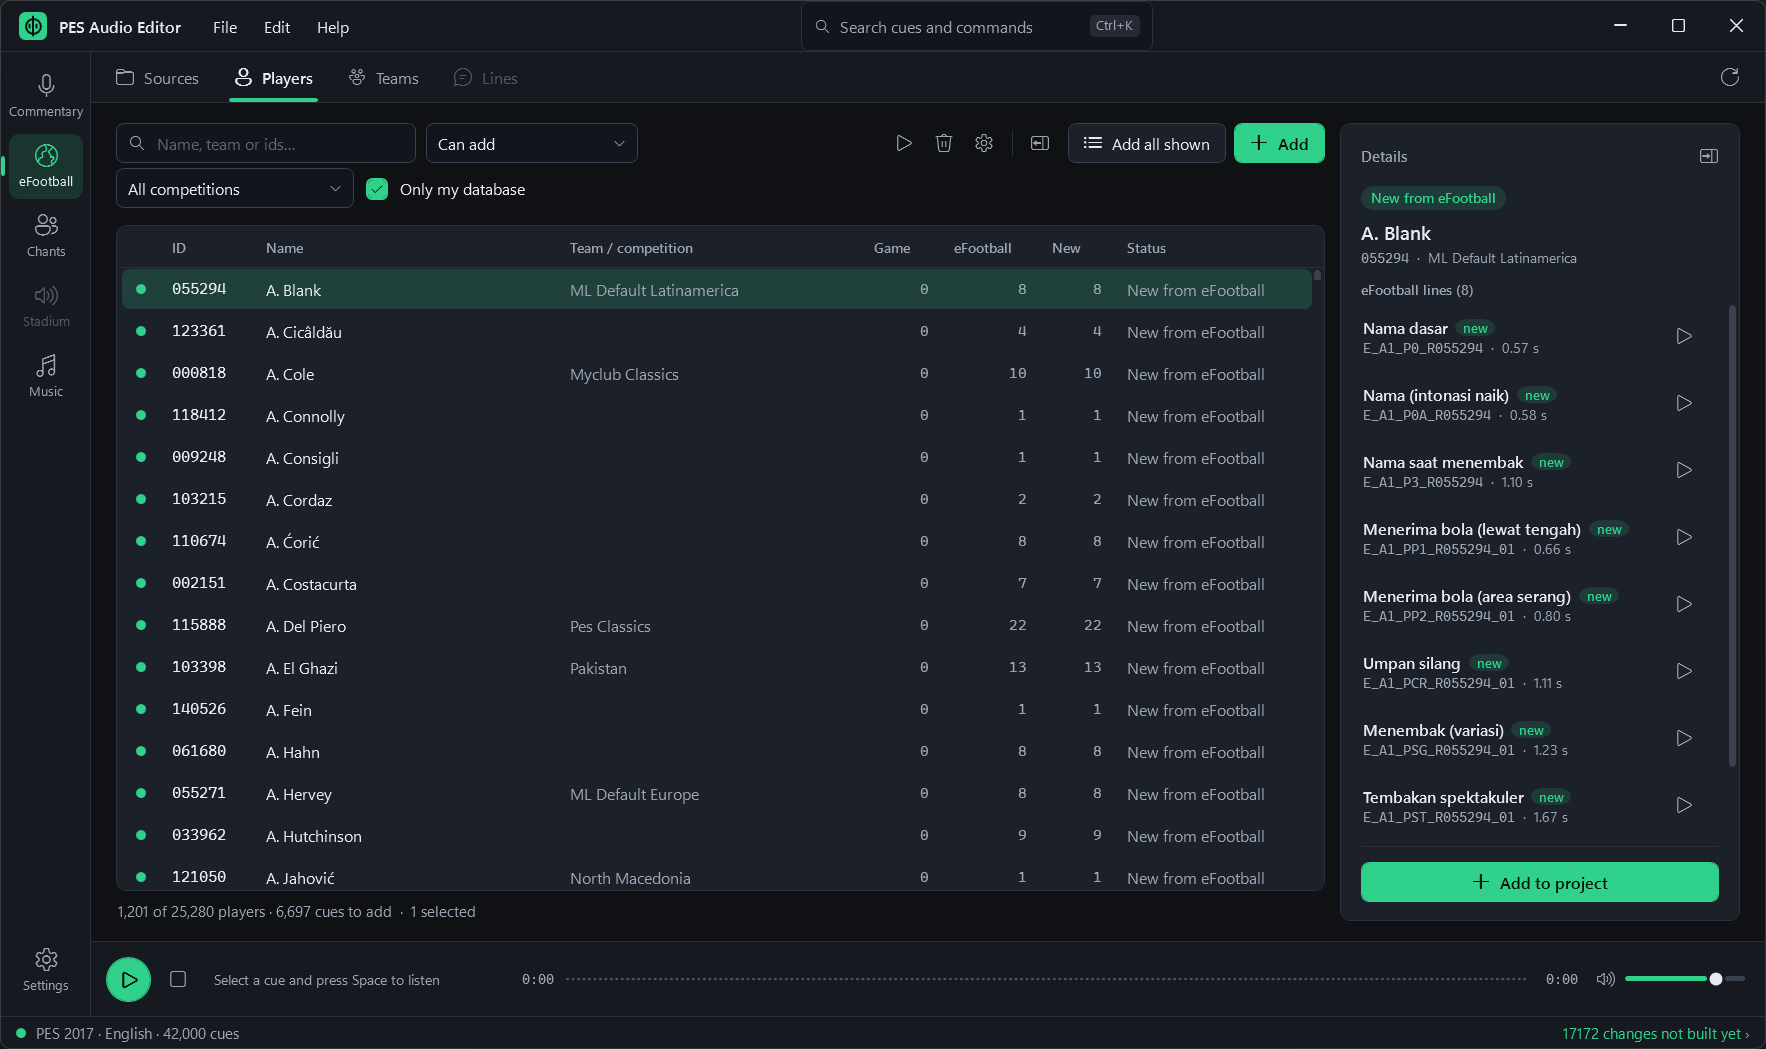 PES Audio Editor
File
Edit
Help
Search cues and commands
Ctrl+K
Commentary
eFootball
Chants
Stadium
Music
Settings
Sources
Players
Teams
Lines
Name, team or ids...
Can add
Add all shown
Add
All competitions
Only my database
ID Name Team / competition Game eFootball New Status
055294 A. Blank ML Default Latinamerica 0 8 8 New from eFootball
123361 A. Cicâldău 0 4 4 New from eFootball
000818 A. Cole Myclub Classics 0 10 10 New from eFootball
118412 A. Connolly 0 1 1 New from eFootball
009248 A. Consigli 0 1 1 New from eFootball
103215 A. Cordaz 0 2 2 New from eFootball
110674 A. Ćorić 0 8 8 New from eFootball
002151 A. Costacurta 0 7 7 New from eFootball
115888 A. Del Piero Pes Classics 0 22 22 New from eFootball
103398 A. El Ghazi Pakistan 0 13 13 New from eFootball
140526 A. Fein 0 1 1 New from eFootball
061680 A. Hahn 0 8 8 New from eFootball
055271 A. Hervey ML Default Europe 0 8 8 New from eFootball
033962 A. Hutchinson 0 9 9 New from eFootball
121050 A. Jahović North Macedonia 0 1 1 New from eFootball
1,201 of 25,280 players · 6,697 cues to add · 1 selected
Details
New from eFootball
A. Blank
055294 · ML Default Latinamerica
eFootball lines (8)
Nama dasar new
E_A1_P0_R055294 · 0.57 s
Nama (intonasi naik) new
E_A1_P0A_R055294 · 0.58 s
Nama saat menembak new
E_A1_P3_R055294 · 1.10 s
Menerima bola (lewat tengah) new
E_A1_PP1_R055294_01 · 0.66 s
Menerima bola (area serang) new
E_A1_PP2_R055294_01 · 0.80 s
Umpan silang new
E_A1_PCR_R055294_01 · 1.11 s
Menembak (variasi) new
E_A1_PSG_R055294_01 · 1.23 s
Tembakan spektakuler new
E_A1_PST_R055294_01 · 1.67 s
Add to project
Select a cue and press Space to listen
0:00
0:00
PES 2017 · English · 42,000 cues
17172 changes not built yet ›